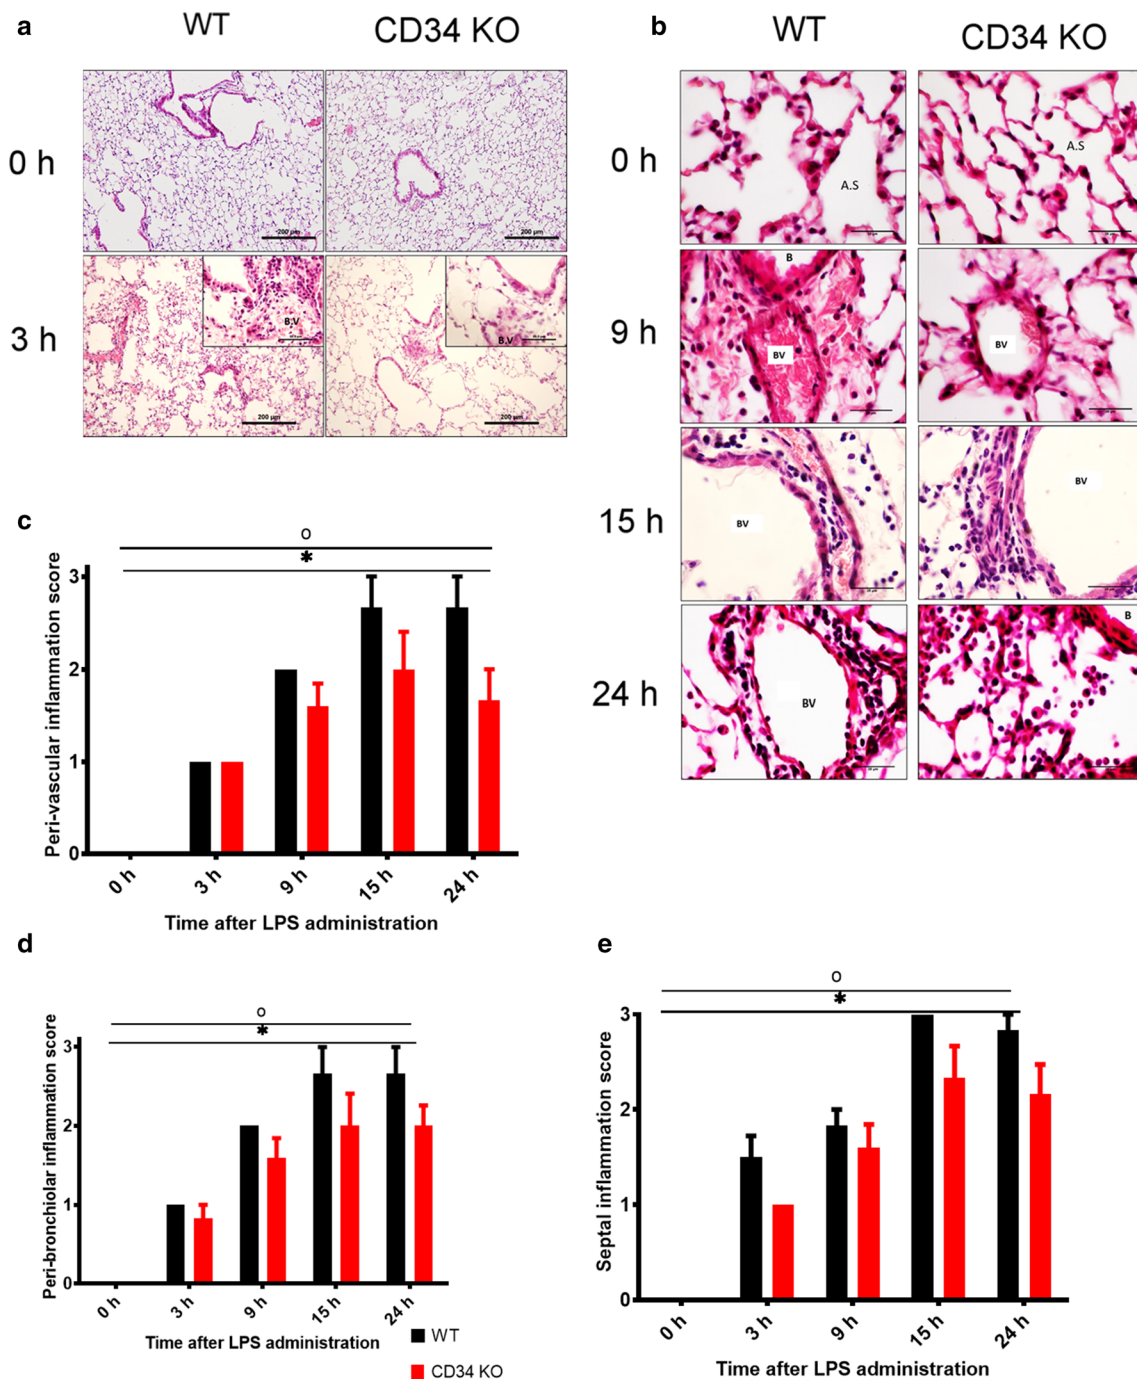 a
WT
CD34 KO
0 h
200 µm
200 µm
3 h
B.V
B.V
200 µm
200 µm
b
WT
CD34 KO
0 h
A.S
A.S
9 h
B
BV
BV
15 h
BV
BV
24 h
BV
B
c
o
*
Peri-vascular inflammation score
3
2
1
0
0 h
3 h
9 h
15 h
24 h
Time after LPS administration
d
o
*
Peri-bronchiolar inflammation score
3
2
1
0
0 h
3 h
9 h
15 h
24 h
Time after LPS administration
WT
CD34 KO
e
o
*
Septal inflammation score
3
2
1
0
0 h
3 h
9 h
15 h
24 h
Time after LPS administration